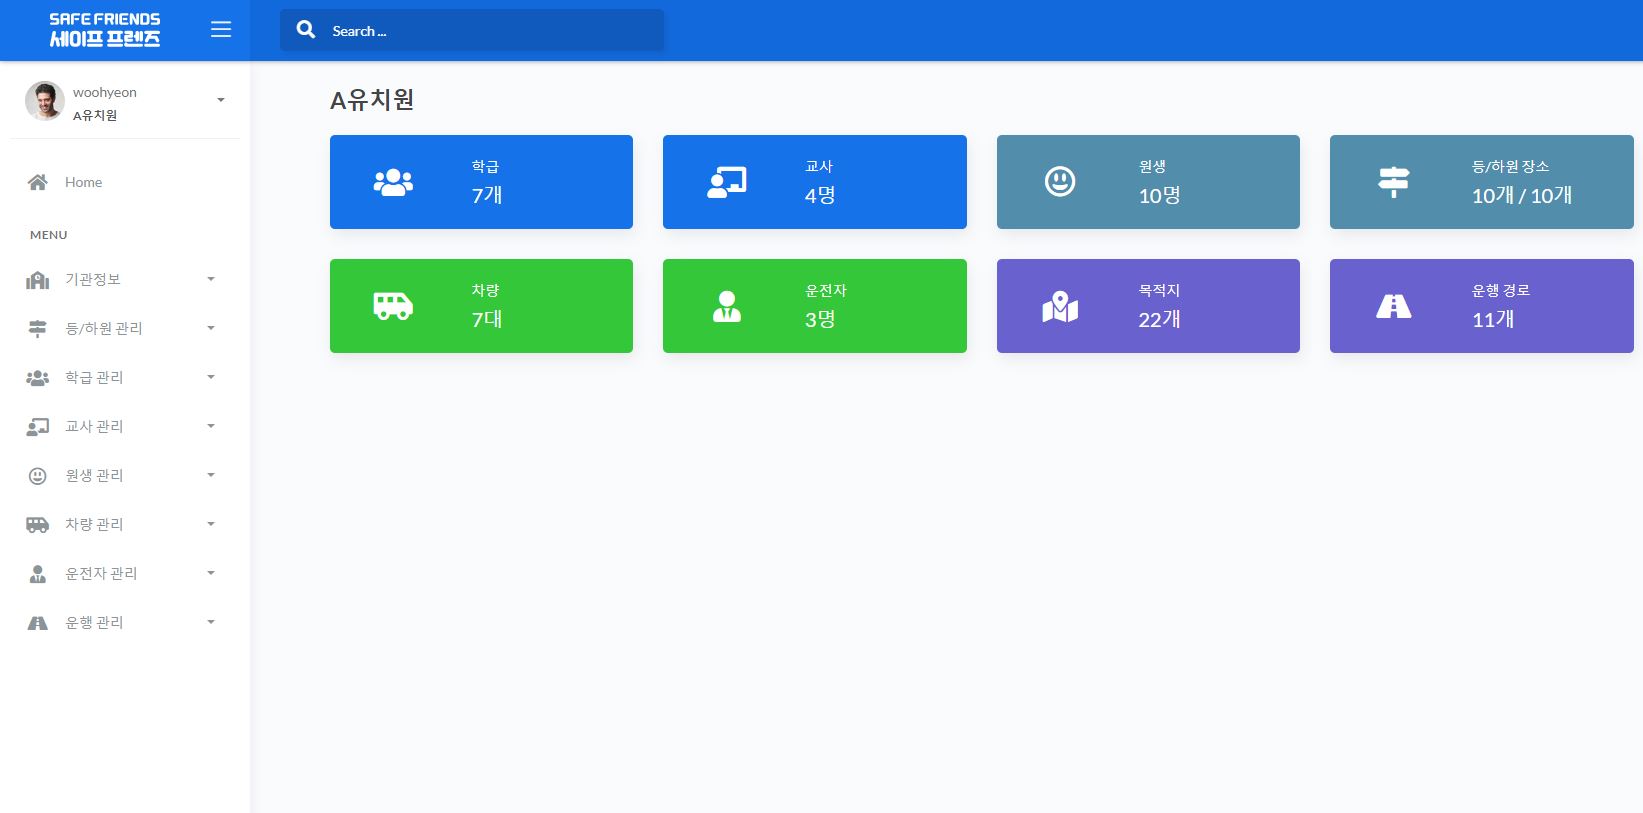 SAFE FRIENDS
세이프 프렌즈
Search ...
woohyeon
A유치원
Home
MENU
기관정보
등/하원 관리
학급 관리
교사 관리
원생 관리
차량 관리
운전자 관리
운행 관리
A유치원
학급
7개
교사
4명
원생
10명
등/하원 장소
10개 / 10개
차량
7대
운전자
3명
목적지
22개
운행 경로
11개